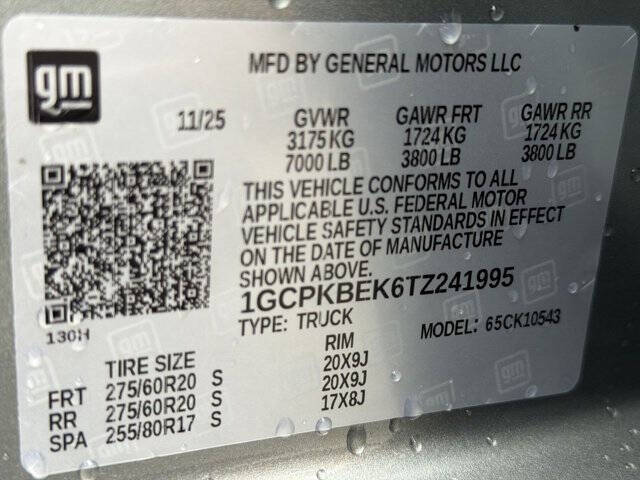 gm
MFD BY GENERAL MOTORS LLC
11/25 GVWR GAWR FRT GAWR RR
3175 KG 1724 KG 1724 KG
7000 LB 3800 LB 3800 LB
THIS VEHICLE CONFORMS TO ALL
APPLICABLE U.S. FEDERAL MOTOR
VEHICLE SAFETY STANDARDS IN EFFECT
ON THE DATE OF MANUFACTURE
SHOWN ABOVE.
1GCPKBEK6TZ241995
130H
TYPE: TRUCK MODEL: 65CK10543
TIRE SIZE RIM
FRT 275/60R20 S 20X9J
RR 275/60R20 S 20X9J
SPA 255/80R17 S 17X8J